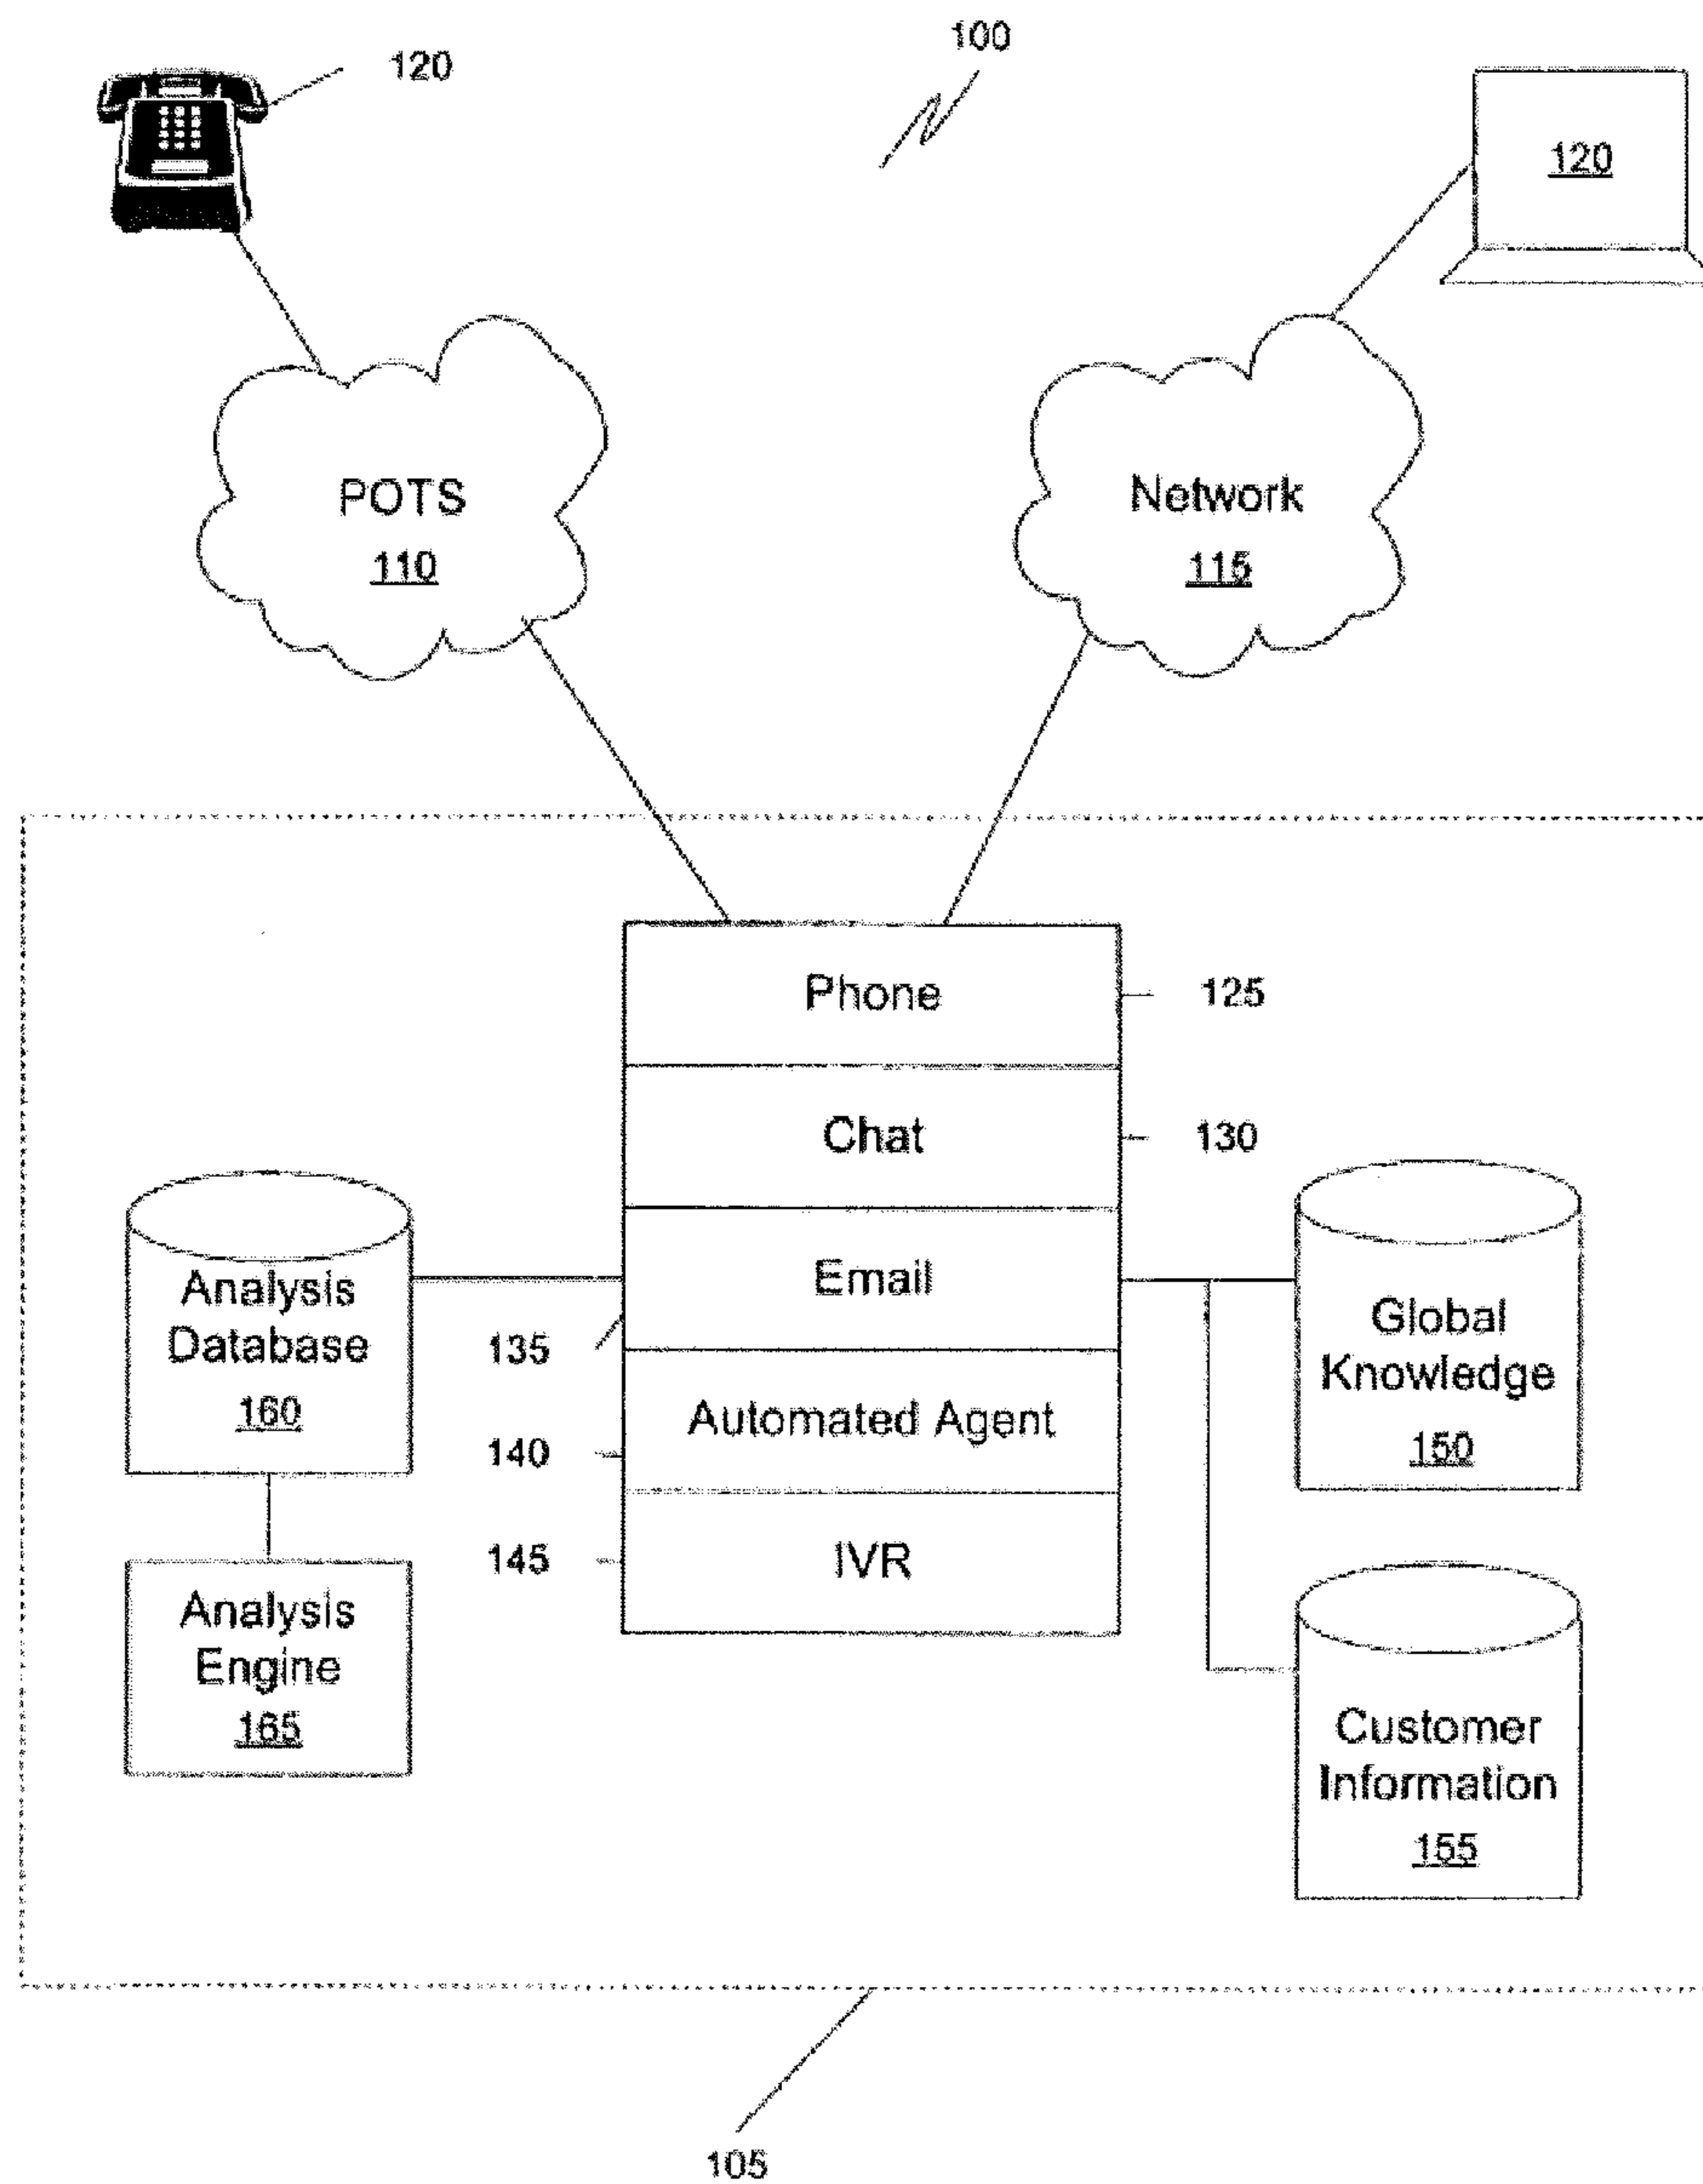 100
120
120
POTS
110
Network
115
Phone
125
Chat
130
Email
135
Automated Agent
140
IVR
145
Analysis
Database
160
Analysis
Engine
165
Global
Knowledge
150
Customer
Information
155
105